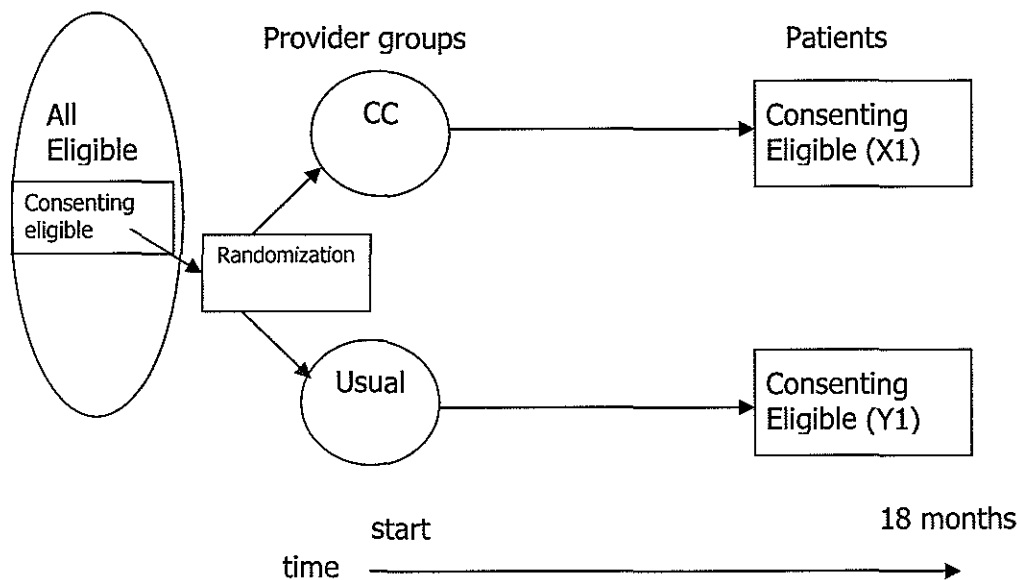 Provider groups
Patients
All
Eligible
Consenting
eligible
Randomization
CC
Consenting
Eligible (X1)
Usual
Consenting
Eligible (Y1)
start
18 months
time